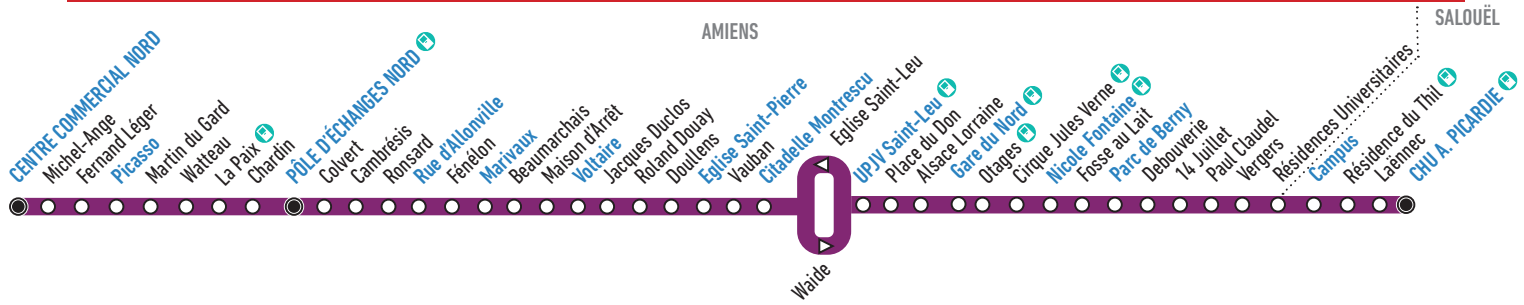 AMIENS
SALOUËL
CENTRE COMMERCIAL NORD
Michel-Ange
Fernand Léger
Picasso
Martin du Gard
Watteau
La Paix
Chardin
PÔLE D'ÉCHANGES NORD
Colvert
Cambrésis
Ronsard
Rue d'Allonville
Fénélon
Marivaux
Beaumarchais
Maison d'Arrêt
Voltaire
Jacques Duclos
Roland Douay
Doullens
Eglise Saint-Pierre
Vauban
Citadelle Montrescu
Eglise Saint-Leu
Waide
UPJV Saint-Leu
Place du Don
Alsace Lorraine
Gare du Nord
Otages
Cirque Jules Verne
Nicole Fontaine
Fosse au Lait
Parc de Berny
Debouverie
14 Juillet
Paul Claudel
Vergers
Résidences Universitaires
Campus
Résidence du Thil
Laënnec
CHU A. PICARDIE